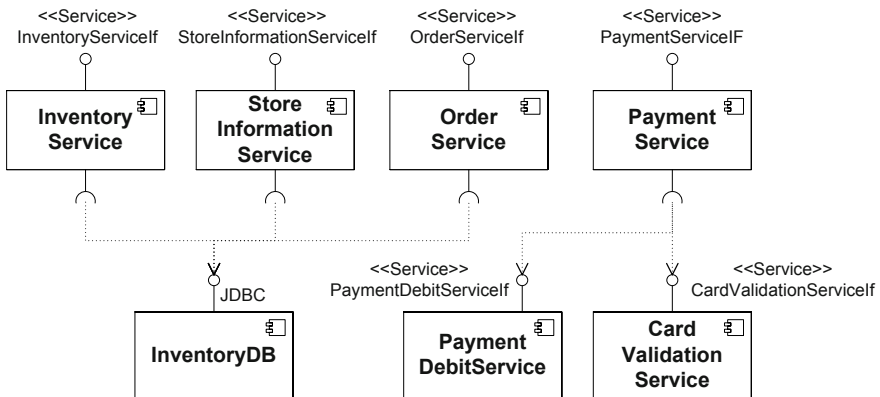 <<Service>>
InventoryServiceIf
<<Service>>
StoreInformationServiceIf
<<Service>>
OrderServiceIf
<<Service>>
PaymentServiceIF
Inventory
Service
Store
Information
Service
Order
Service
Payment
Service
JDBC
<<Service>>
PaymentDebitServiceIf
<<Service>>
CardValidationServiceIf
InventoryDB
Payment
DebitService
Card
Validation
Service